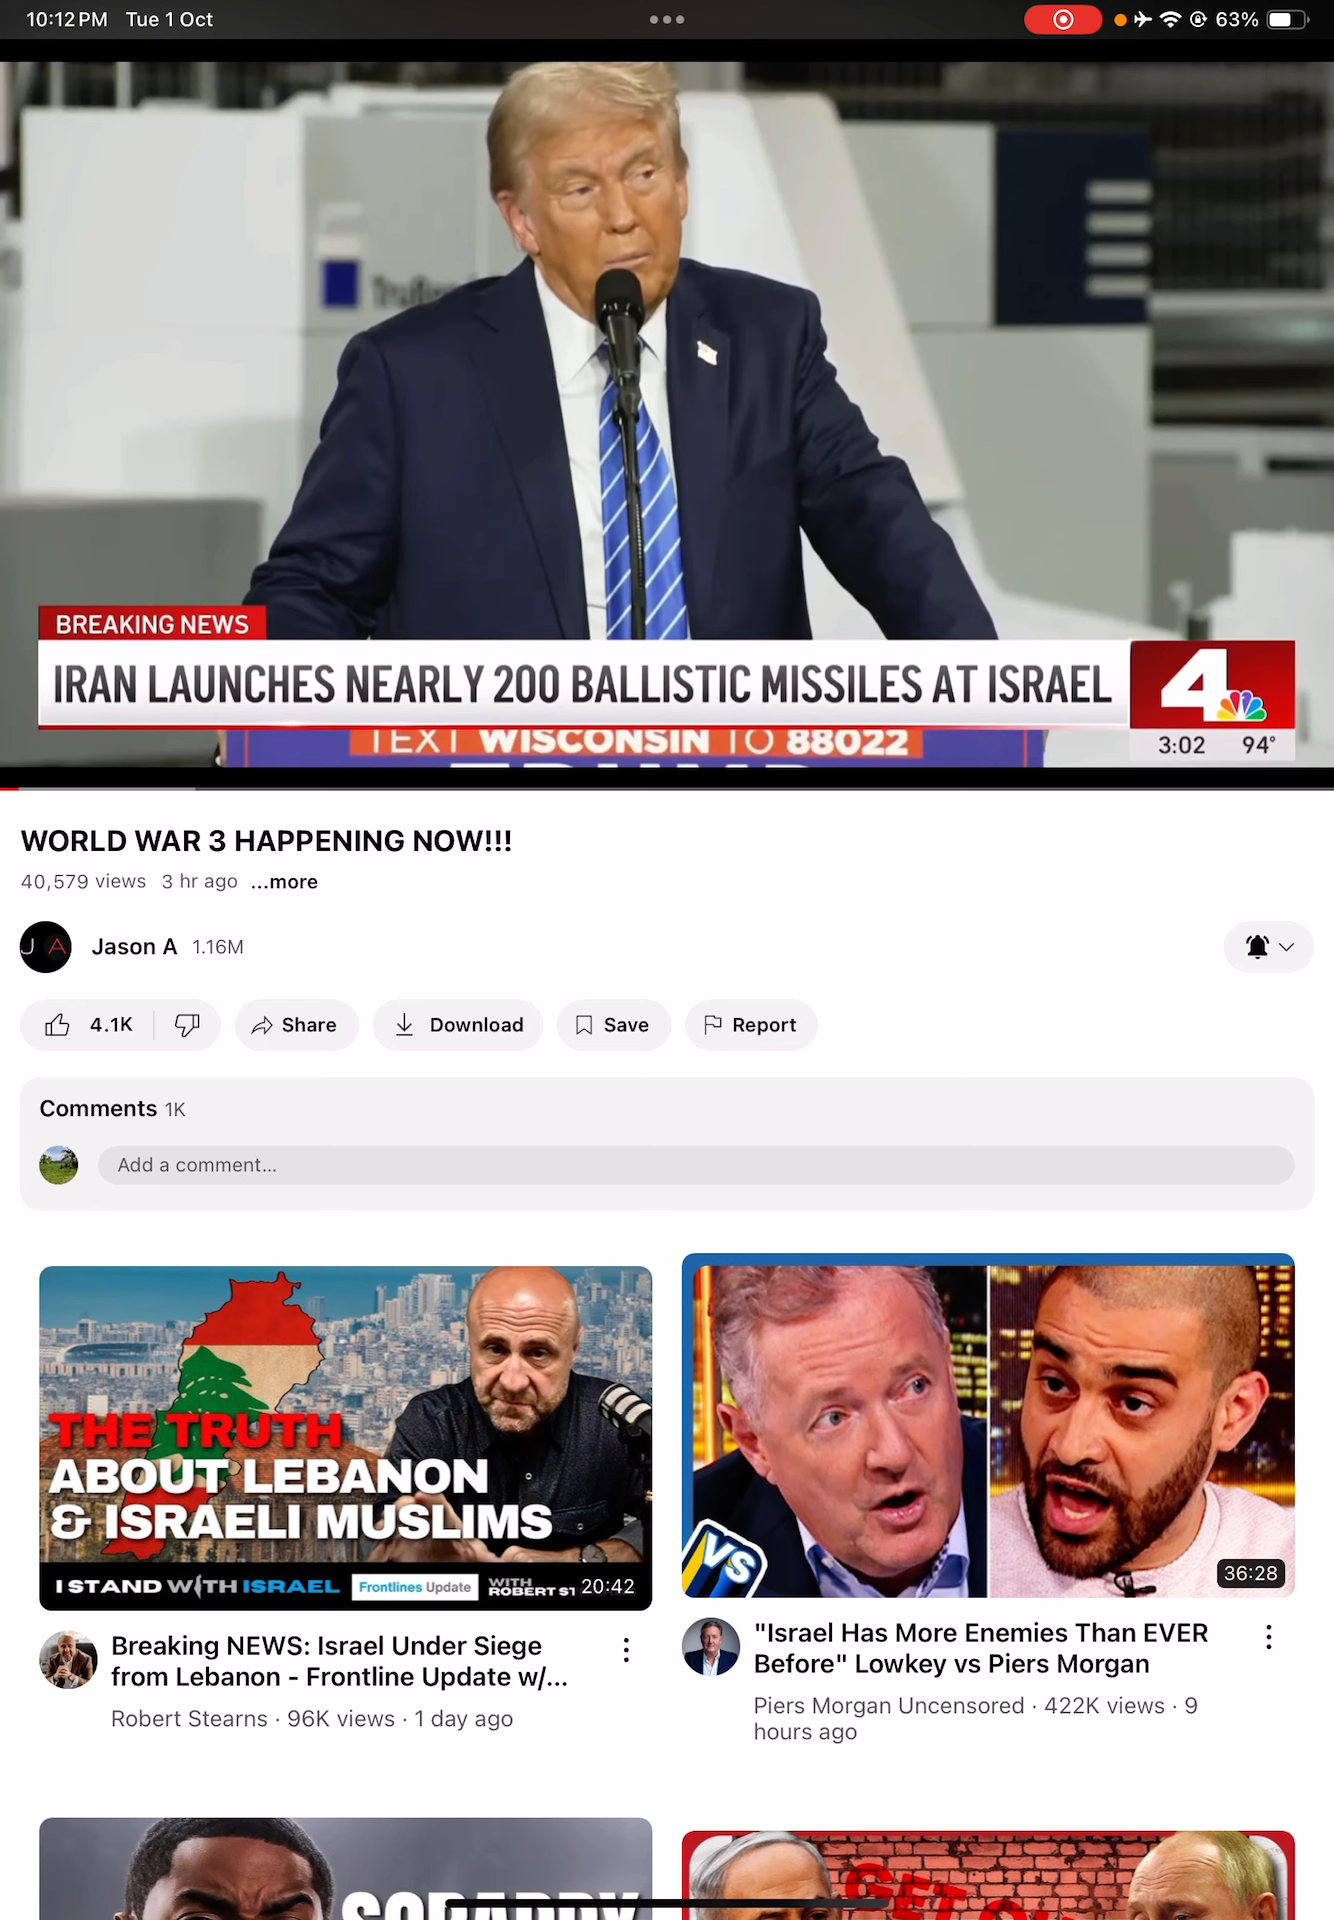 10:12 PM Tue 1 Oct
63%
BREAKING NEWS
IRAN LAUNCHES NEARLY 200 BALLISTIC MISSILES AT ISRAEL
4
TEXT WISCONSIN TO 88022
3:02 94°
WORLD WAR 3 HAPPENING NOW!!!
40,579 views 3 hr ago ...more
J A
Jason A 1.16M
4.1K
Share
Download
Save
Report
Comments 1K
Add a comment...
THE TRUTH
ABOUT LEBANON
& ISRAELI MUSLIMS
I STAND WITH ISRAEL
Frontlines Update
WITH
ROBERT ST
20:42
Breaking NEWS: Israel Under Siege
from Lebanon - Frontline Update w/...
Robert Stearns · 96K views · 1 day ago
VS
36:28
"Israel Has More Enemies Than EVER
Before" Lowkey vs Piers Morgan
Piers Morgan Uncensored · 422K views · 9
hours ago